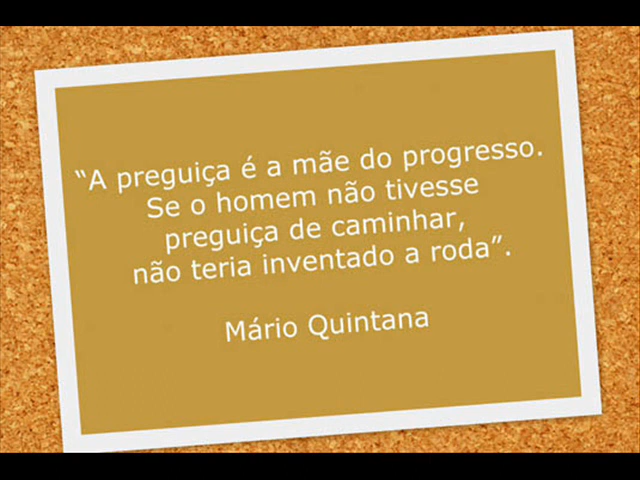 “A preguiça é a mãe do progresso.
Se o homem não tivesse
preguiça de caminhar,
não teria inventado a roda”.
Mário Quintana